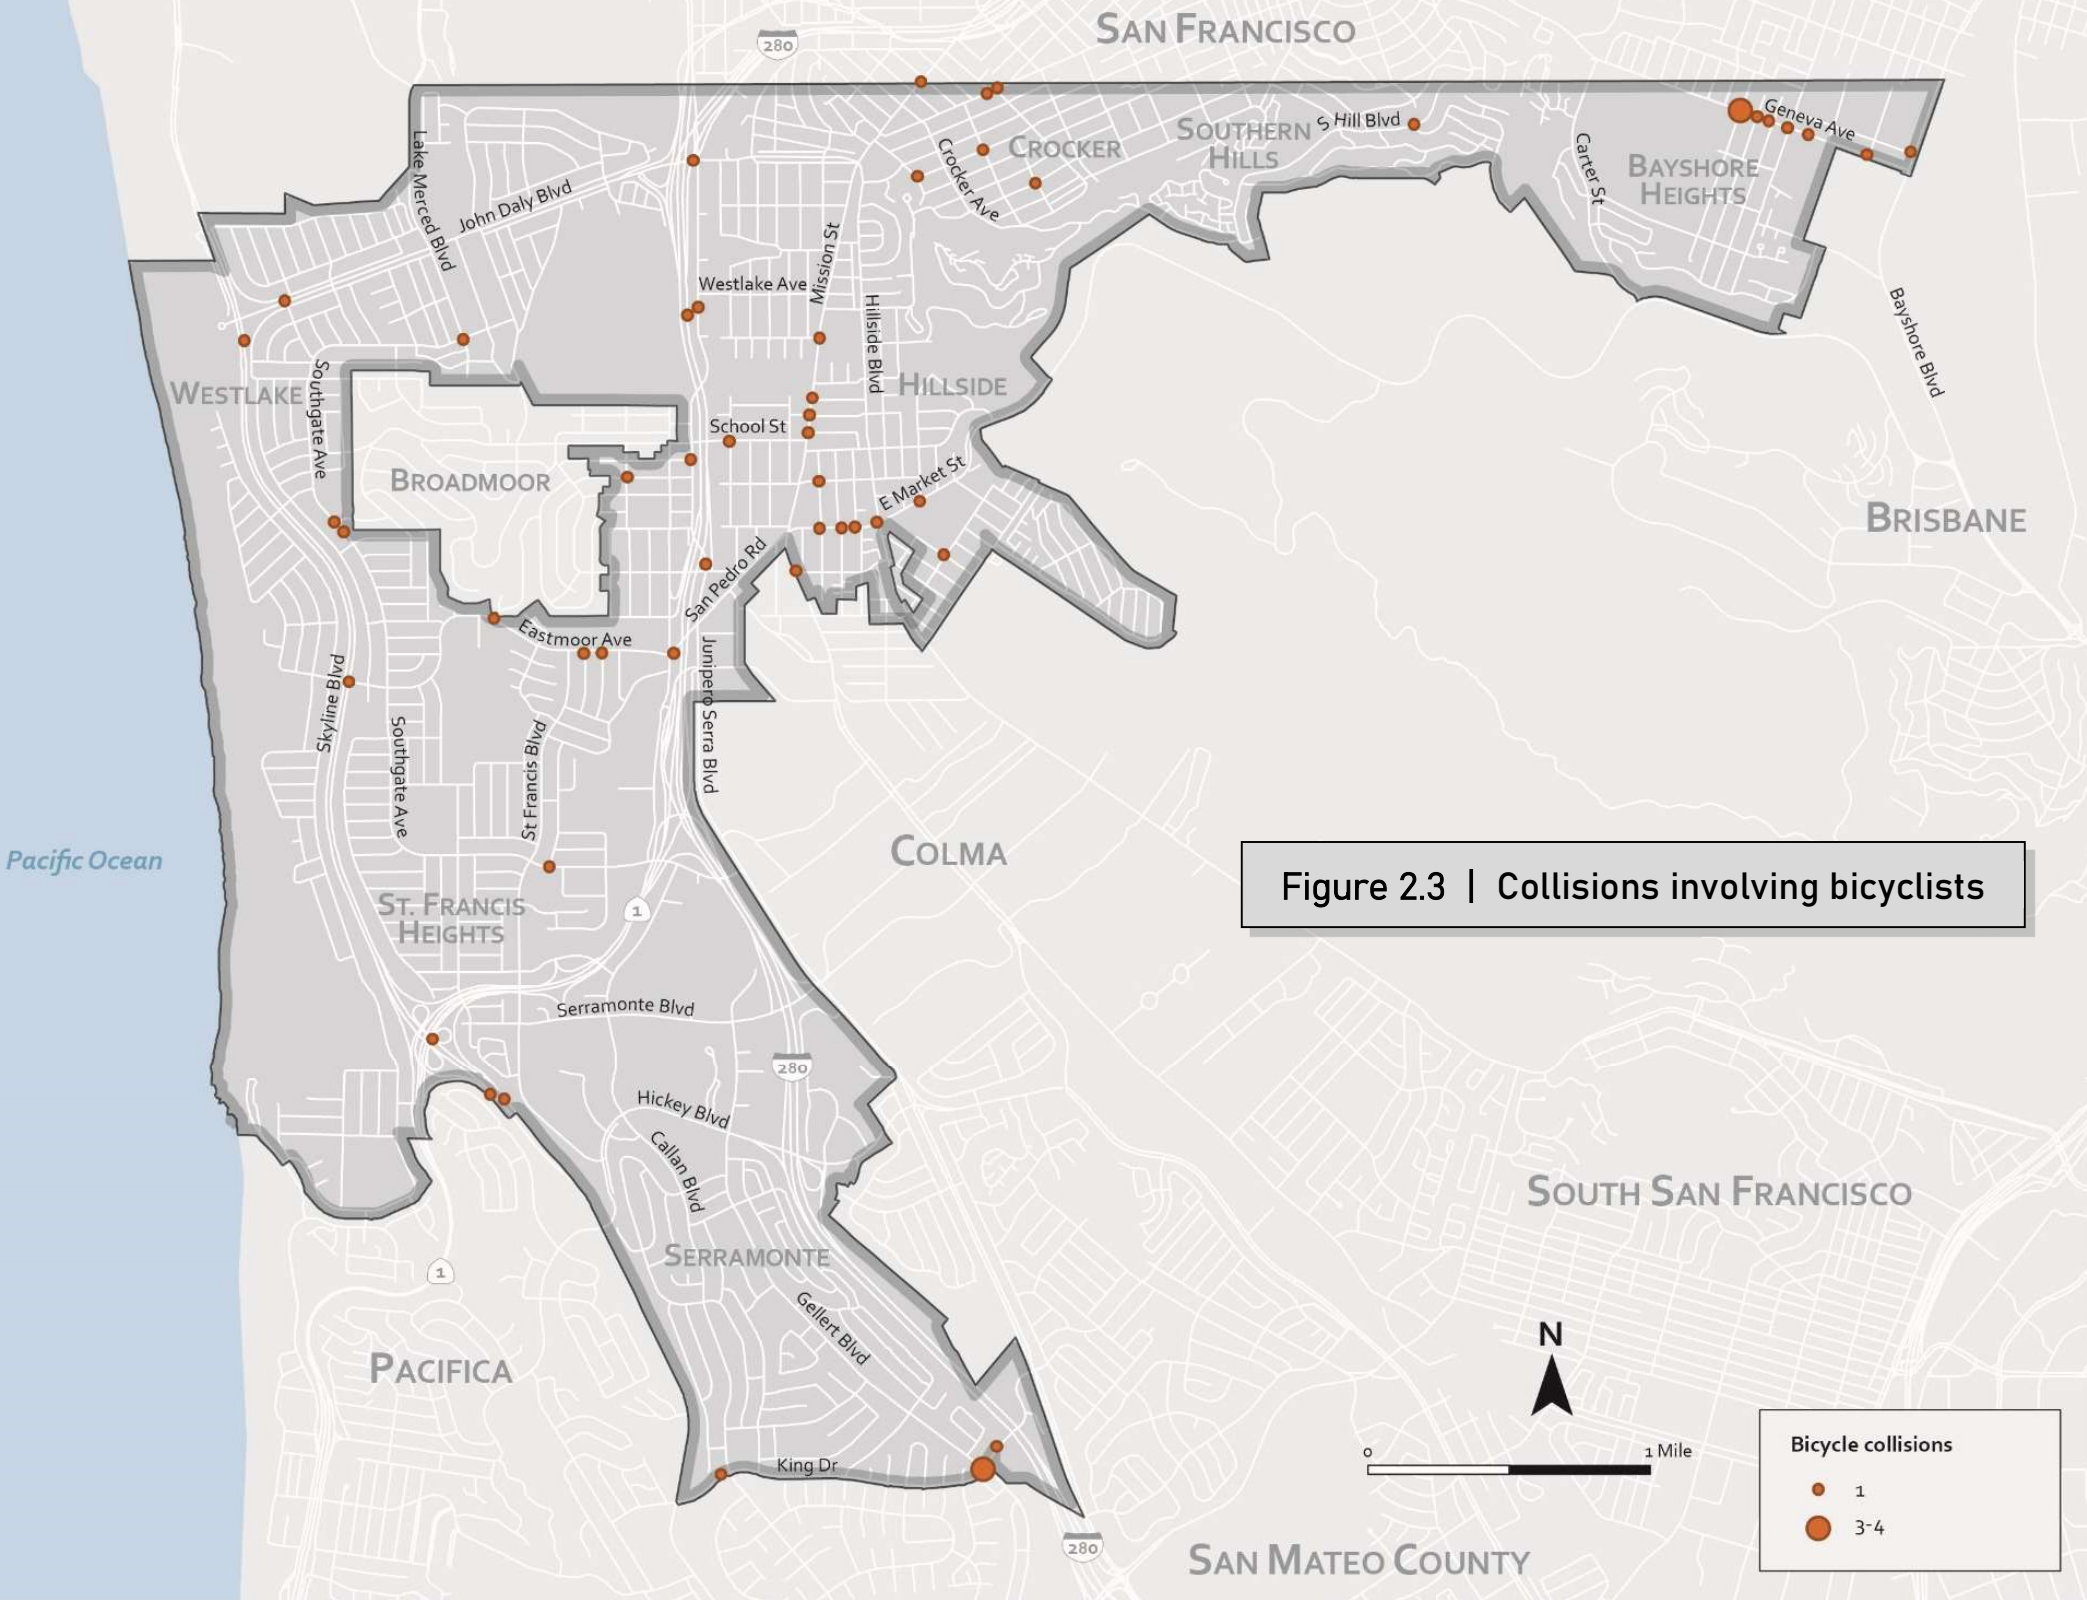 SAN FRANCISCO
280
Lake Merced Blvd
John Daly Blvd
Crocker Ave
CROCKER
SOUTHERN
HILLS
S Hill Blvd
Geneva Ave
Carter St
BAYSHORE
HEIGHTS
Bayshore Blvd
Westlake Ave
Mission St
Hillside Blvd
HILLSIDE
WESTLAKE
Southgate Ave
BROADMOOR
School St
E Market St
BRISBANE
San Pedro Rd
Eastmoor Ave
Junipero Serra Blvd
Skyline Blvd
Southgate Ave
St Francis Blvd
Pacific Ocean
COLMA
Figure 2.3 | Collisions involving bicyclists
ST. FRANCIS
HEIGHTS
1
Serramonte Blvd
280
Hickey Blvd
Callan Blvd
SOUTH SAN FRANCISCO
SERRAMONTE
1
Gellert Blvd
PACIFICA
N
0
1 Mile
King Dr
Bicycle collisions
1
3-4
280
SAN MATEO COUNTY